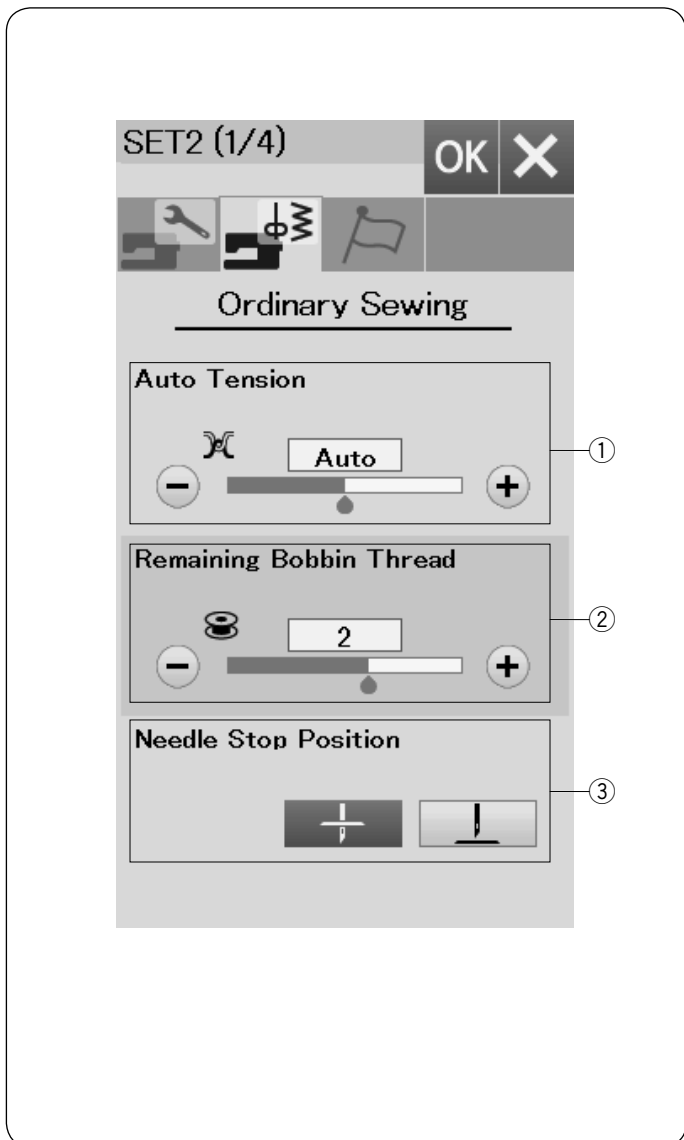 SET2 (1/4)
OK
Ordinary Sewing
Auto Tension
Auto
①
Remaining Bobbin Thread
2
②
Needle Stop Position
③